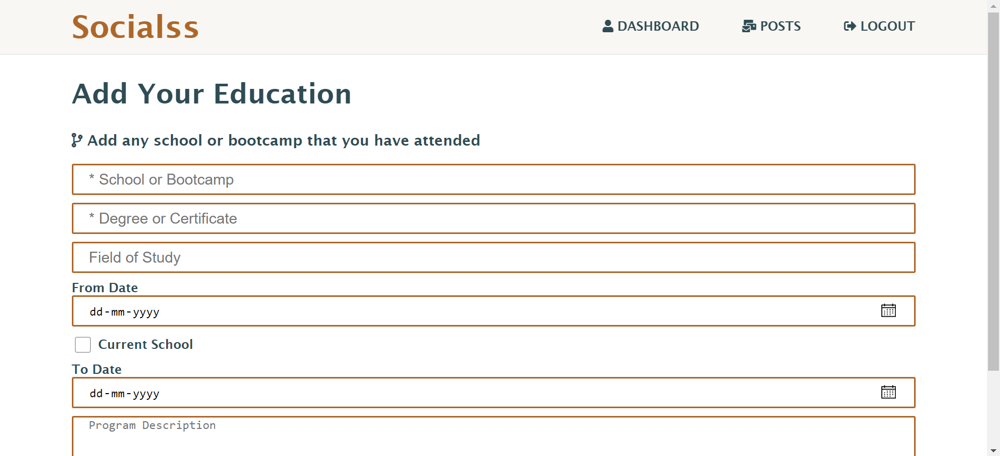 Socialss
DASHBOARD
POSTS
LOGOUT
Add Your Education
Add any school or bootcamp that you have attended
* School or Bootcamp
* Degree or Certificate
Field of Study
From Date
dd-mm-yyyy
Current School
To Date
dd-mm-yyyy
Program Description